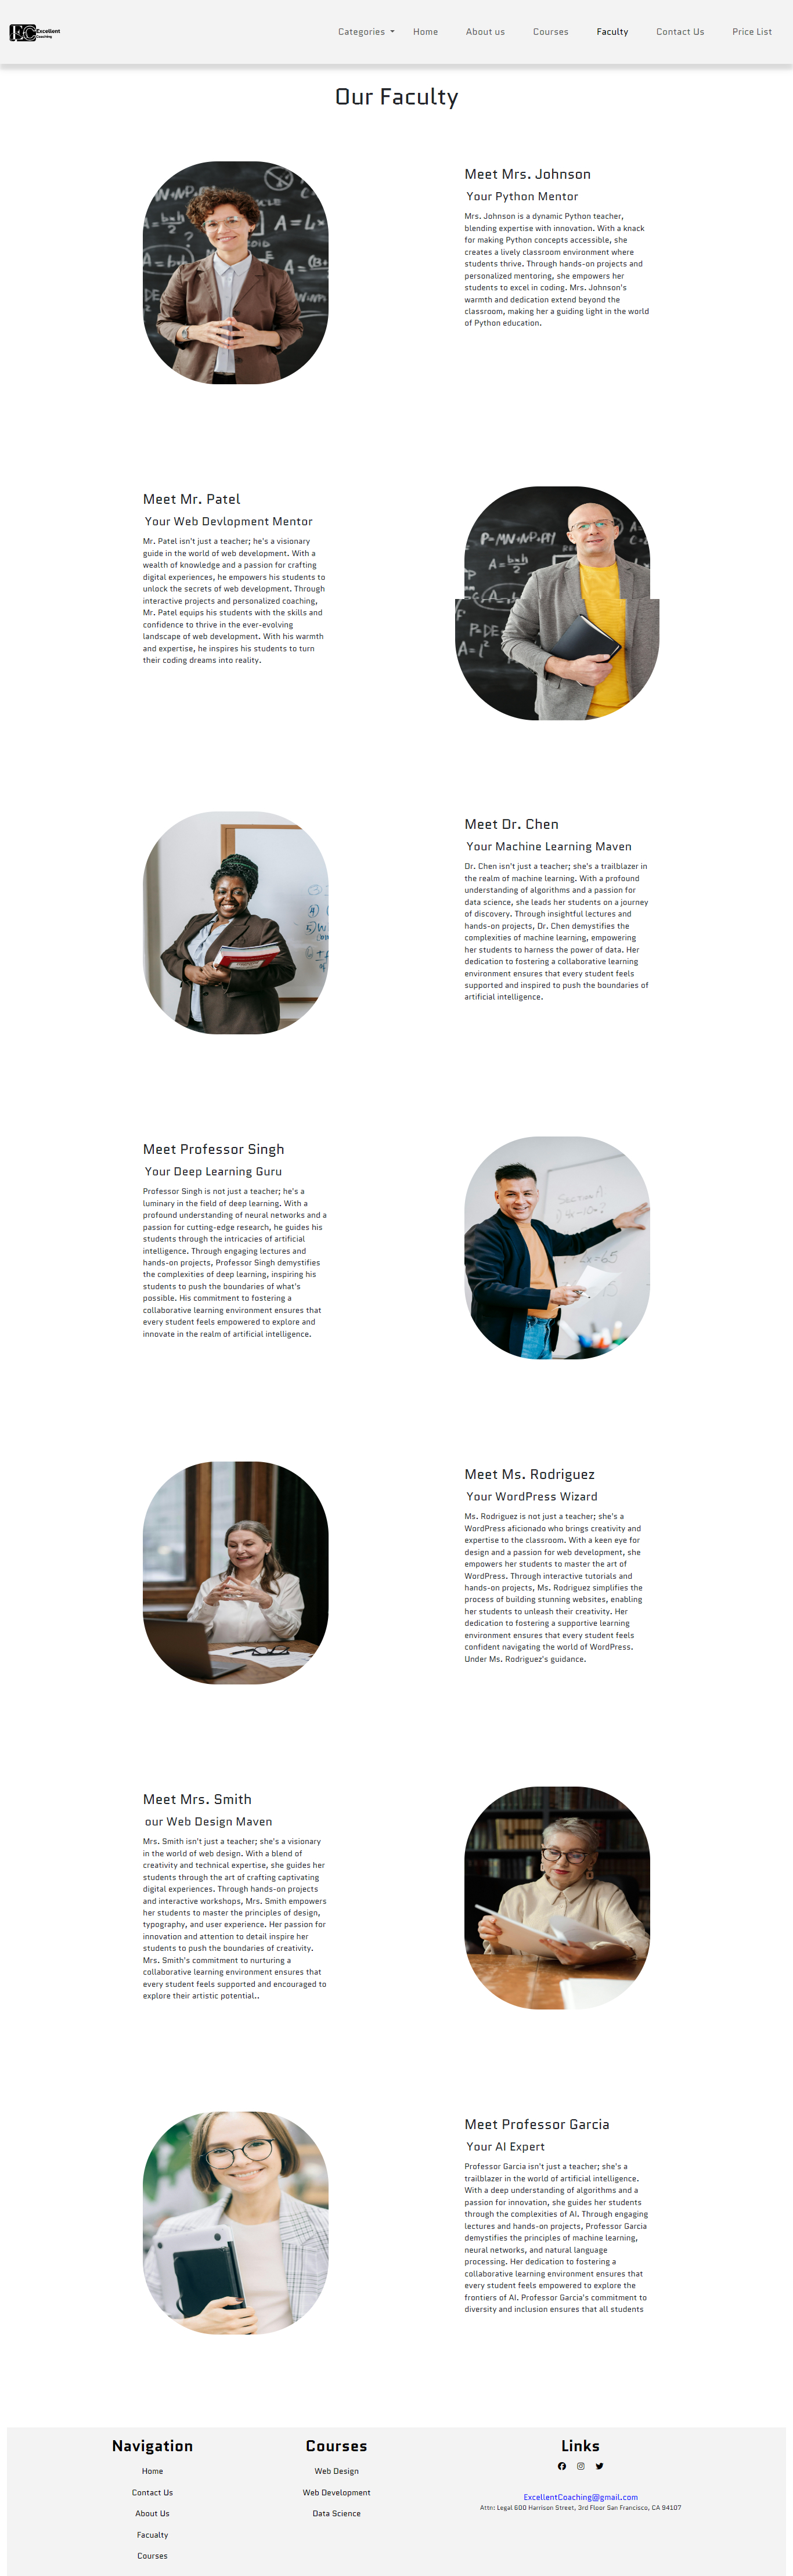 EC Excellent
Coaching
Categories Home About us Courses Faculty Contact Us Price List
Our Faculty
Meet Mrs. Johnson
Your Python Mentor
Mrs. Johnson is a dynamic Python teacher,
blending expertise with innovation. With a knack
for making Python concepts accessible, she
creates a lively classroom environment where
students thrive. Through hands-on projects and
personalized mentoring, she empowers her
students to excel in coding. Mrs. Johnson's
warmth and dedication extend beyond the
classroom, making her a guiding light in the world
of Python education.
Meet Mr. Patel
Your Web Devlopment Mentor
Mr. Patel isn't just a teacher; he's a visionary
guide in the world of web development. With a
wealth of knowledge and a passion for crafting
digital experiences, he empowers his students to
unlock the secrets of web development. Through
interactive projects and personalized coaching,
Mr. Patel equips his students with the skills and
confidence to thrive in the ever-evolving
landscape of web development. With his warmth
and expertise, he inspires his students to turn
their coding dreams into reality.
Meet Dr. Chen
Your Machine Learning Maven
Dr. Chen isn't just a teacher; she's a trailblazer in
the realm of machine learning. With a profound
understanding of algorithms and a passion for
data science, she leads her students on a journey
of discovery. Through insightful lectures and
hands-on projects, Dr. Chen demystifies the
complexities of machine learning, empowering
her students to harness the power of data. Her
dedication to fostering a collaborative learning
environment ensures that every student feels
supported and inspired to push the boundaries of
artificial intelligence.
Meet Professor Singh
Your Deep Learning Guru
Professor Singh is not just a teacher; he's a
luminary in the field of deep learning. With a
profound understanding of neural networks and a
passion for cutting-edge research, he guides his
students through the intricacies of artificial
intelligence. Through engaging lectures and
hands-on projects, Professor Singh demystifies
the complexities of deep learning, inspiring his
students to push the boundaries of what's
possible. His commitment to fostering a
collaborative learning environment ensures that
every student feels empowered to explore and
innovate in the realm of artificial intelligence.
Meet Ms. Rodriguez
Your WordPress Wizard
Ms. Rodriguez is not just a teacher; she's a
WordPress aficionado who brings creativity and
expertise to the classroom. With a keen eye for
design and a passion for web development, she
empowers her students to master the art of
WordPress. Through interactive tutorials and
hands-on projects, Ms. Rodriguez simplifies the
process of building stunning websites, enabling
her students to unleash their creativity. Her
dedication to fostering a supportive learning
environment ensures that every student feels
confident navigating the world of WordPress.
Under Ms. Rodriguez's guidance.
Meet Mrs. Smith
our Web Design Maven
Mrs. Smith isn't just a teacher; she's a visionary
in the world of web design. With a blend of
creativity and technical expertise, she guides her
students through the art of crafting captivating
digital experiences. Through hands-on projects
and interactive workshops, Mrs. Smith empowers
her students to master the principles of design,
typography, and user experience. Her passion for
innovation and attention to detail inspire her
students to push the boundaries of creativity.
Mrs. Smith's commitment to nurturing a
collaborative learning environment ensures that
every student feels supported and encouraged to
explore their artistic potential..
Meet Professor Garcia
Your AI Expert
Professor Garcia isn't just a teacher; she's a
trailblazer in the world of artificial intelligence.
With a deep understanding of algorithms and a
passion for innovation, she guides her students
through the complexities of AI. Through engaging
lectures and hands-on projects, Professor Garcia
demystifies the principles of machine learning,
neural networks, and natural language
processing. Her dedication to fostering a
collaborative learning environment ensures that
every student feels empowered to explore the
frontiers of AI. Professor Garcia's commitment to
diversity and inclusion ensures that all students
Navigation
Home
Contact Us
About Us
Facualty
Courses
Courses
Web Design
Web Development
Data Science
Links
ExcellentCoaching@gmail.com
Attn: Legal 600 Harrison Street, 3rd Floor San Francisco, CA 94107